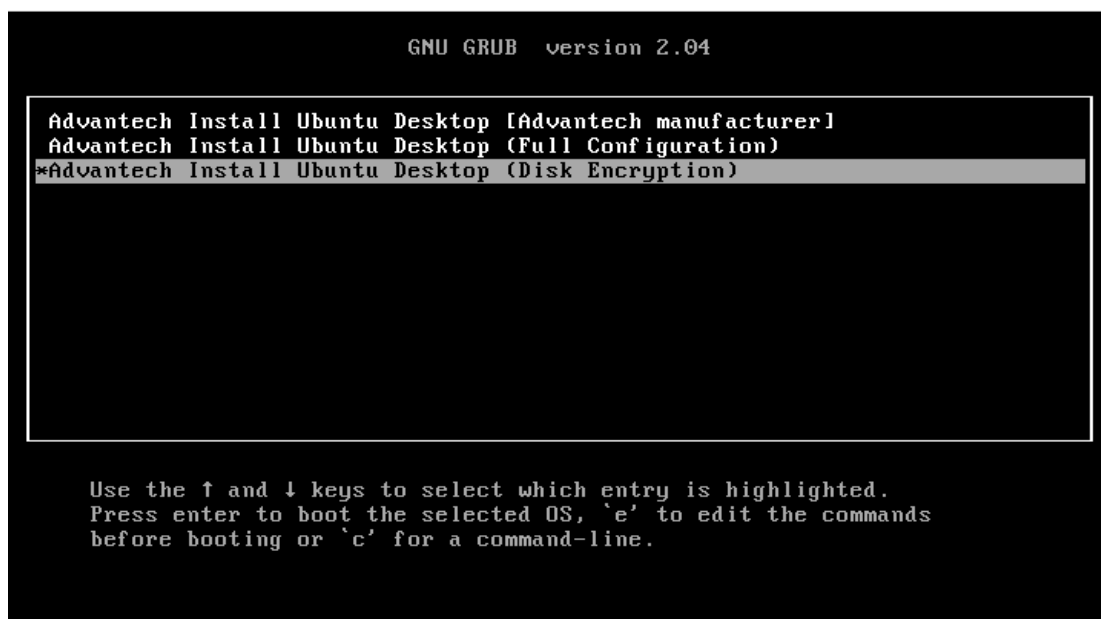 GNU GRUB version 2.04
Advantech Install Ubuntu Desktop [Advantech manufacturer]
Advantech Install Ubuntu Desktop (Full Configuration)
*Advantech Install Ubuntu Desktop (Disk Encryption)
Use the ↑ and ↓ keys to select which entry is highlighted.
Press enter to boot the selected OS, `e' to edit the commands
before booting or `c' for a command-line.